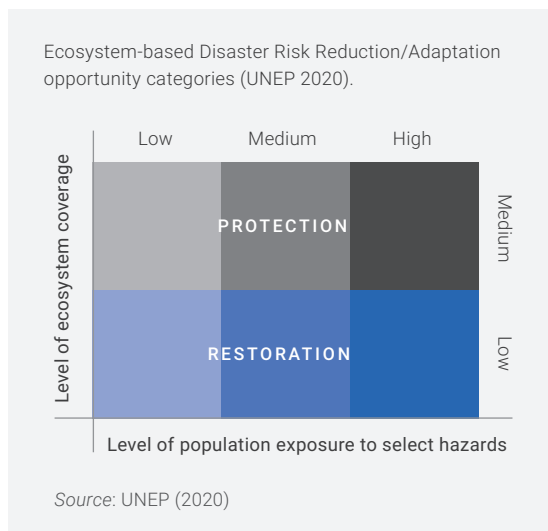 Ecosystem-based Disaster Risk Reduction/Adaptation
opportunity categories (UNEP 2020).
Low Medium High
Level of ecosystem coverage
PROTECTION
Medium
RESTORATION
Low
Level of population exposure to select hazards
Source: UNEP (2020)